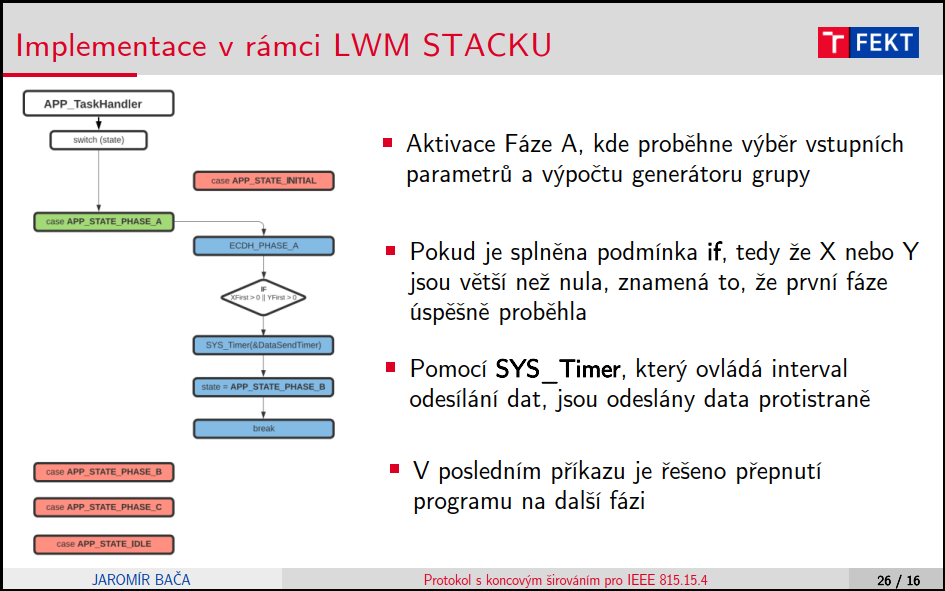 Implementace v rámci LWM STACKU
T FEKT
APP_TaskHandler
switch (state)
case APP_STATE_INITIAL
case APP_STATE_PHASE_A
ECDH_PHASE_A
IF
XFirst > 0 || YFirst > 0
SYS_Timer(&DataSendTimer)
state = APP_STATE_PHASE_B
break
case APP_STATE_PHASE_B
case APP_STATE_PHASE_C
case APP_STATE_IDLE
Aktivace Fáze A, kde proběhne výběr vstupních
parametrů a výpočtu generátoru grupy
Pokud je splněna podmínka if, tedy že X nebo Y
jsou větší než nula, znamená to, že první fáze
úspěšně proběhla
Pomocí SYS_Timer, který ovládá interval
odesílání dat, jsou odeslány data protistraně
V posledním příkazu je řešeno přepnutí
programu na další fázi
JAROMÍR BAČA
Protokol s koncovým širováním pro IEEE 815.15.4
26 / 16